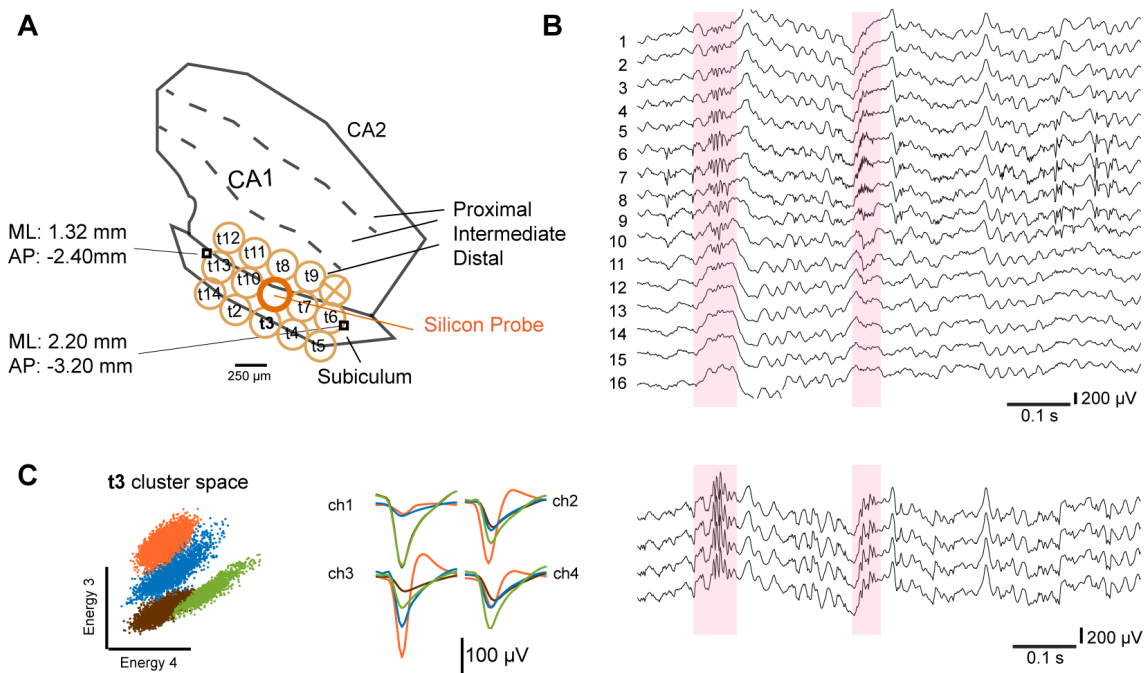 A
CA2
CA1
Proximal
Intermediate
Distal
ML: 1.32 mm
AP: -2.40mm
t12
t11
t8
t9
t13
t10
t14
t7
t2
t6
t3
t4
t5
Silicon Probe
ML: 2.20 mm
AP: -3.20 mm
250 µm
Subiculum
B
1
2
3
4
5
6
7
8
9
10
11
12
13
14
15
16
200 µV
0.1 s
C
t3 cluster space
Energy 3
Energy 4
ch1
ch2
ch3
ch4
100 µV
200 µV
0.1 s